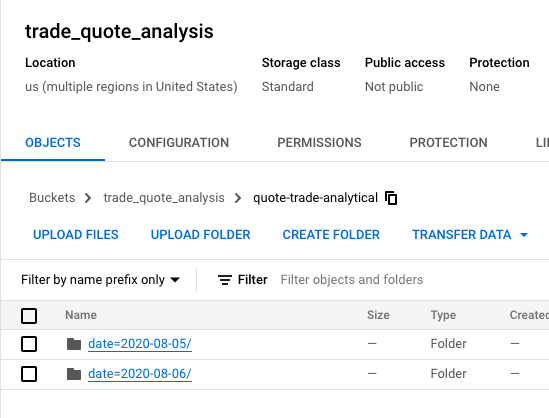 trade_quote_analysis
Location Storage class Public access Protection
us (multiple regions in United States) Standard Not public None
OBJECTS CONFIGURATION PERMISSIONS PROTECTION LI
Buckets > trade_quote_analysis > quote-trade-analytical
UPLOAD FILES UPLOAD FOLDER CREATE FOLDER TRANSFER DATA
Filter by name prefix only Filter Filter objects and folders
Name Size Type Created
date=2020-08-05/ — Folder —
date=2020-08-06/ — Folder —